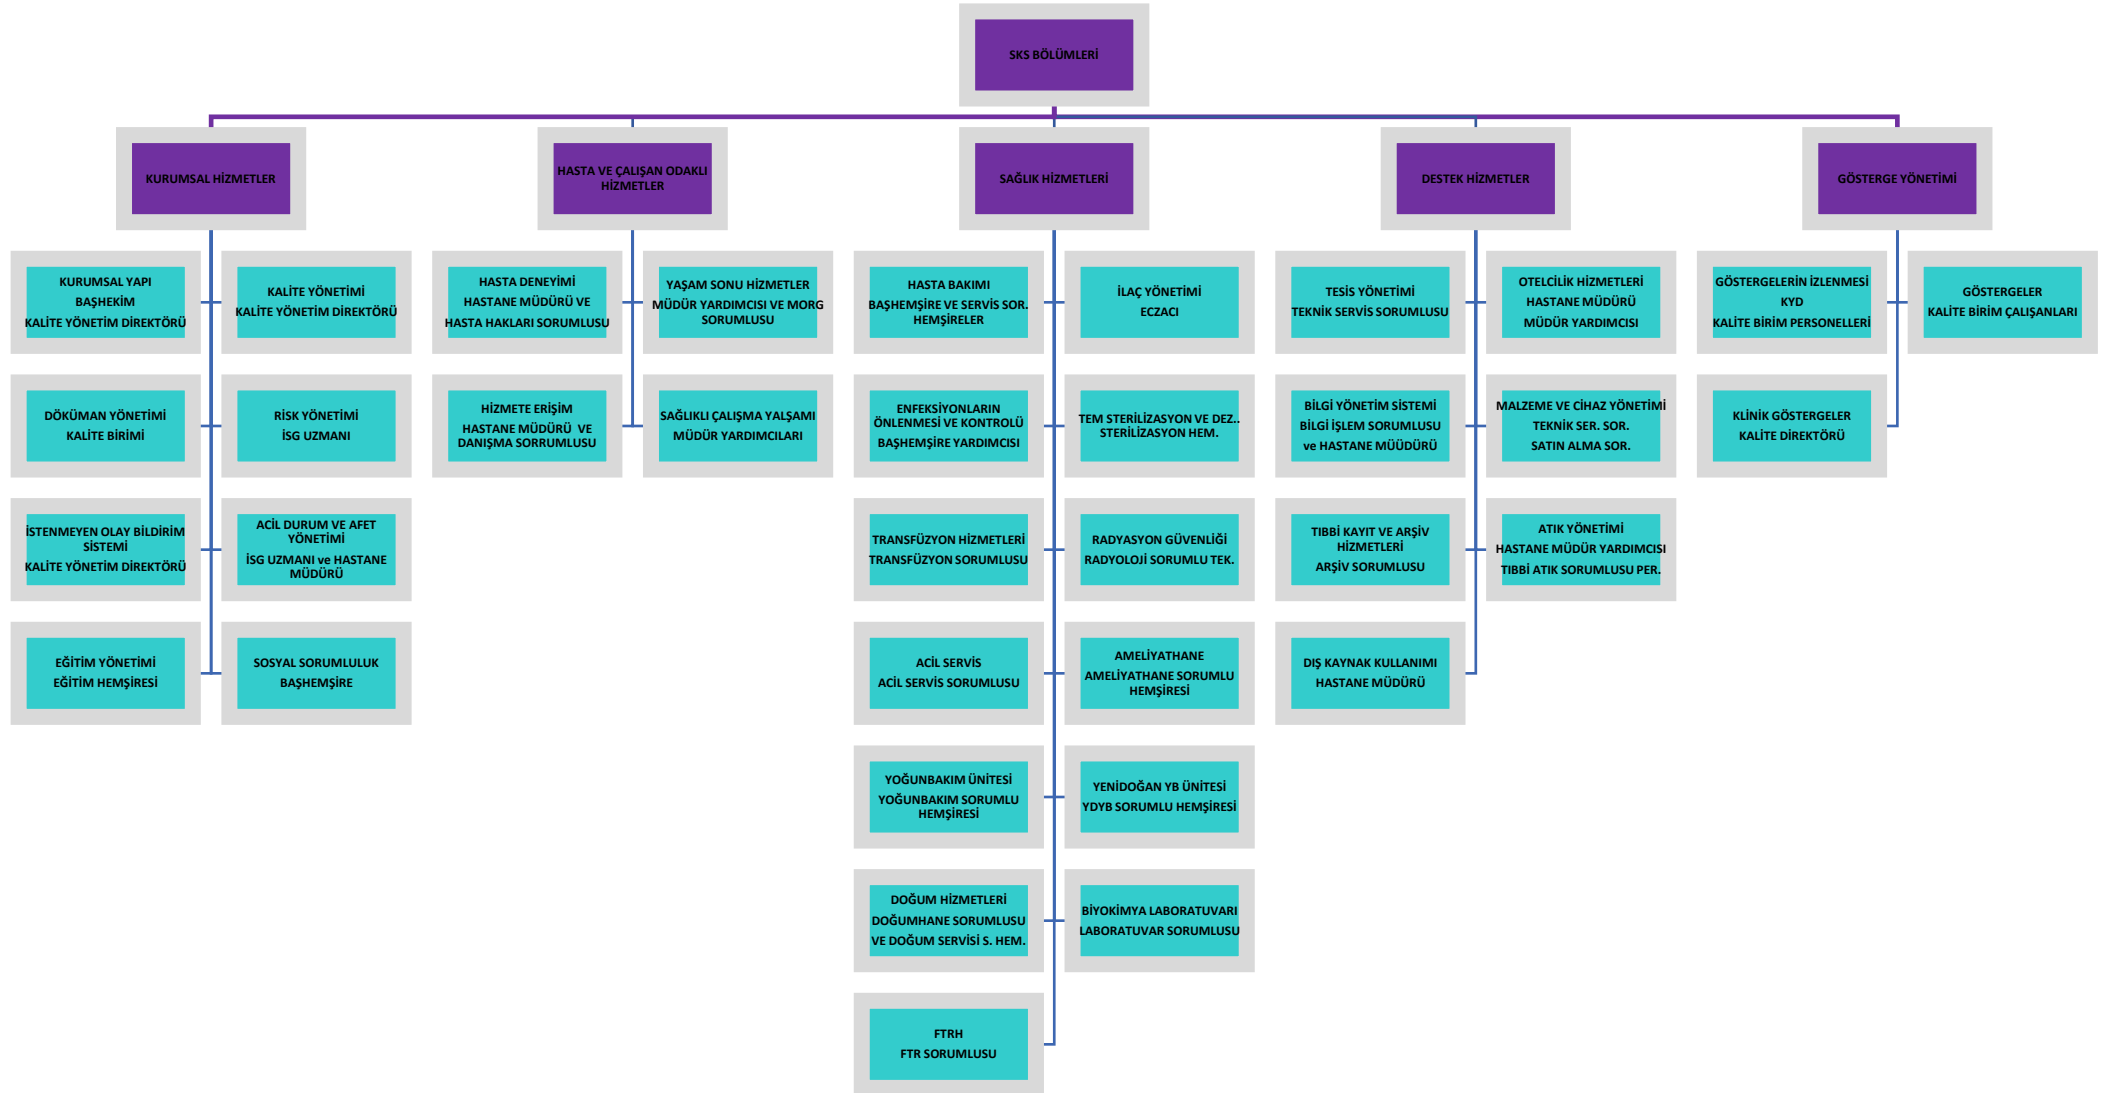 SKS BÖLÜMLERİ
KURUMSAL HİZMETLER
HASTA VE ÇALIŞAN ODAKLI
HİZMETLER
SAĞLIK HİZMETLERİ
DESTEK HİZMETLER
GÖSTERGE YÖNETİMİ
KURUMSAL YAPI
BAŞHEKİM
KALİTE YÖNETİM DİREKTÖRÜ
KALİTE YÖNETİMİ
KALİTE YÖNETİM DİREKTÖRÜ
DÖKÜMAN YÖNETİMİ
KALİTE BİRİMİ
RİSK YÖNETİMİ
İSG UZMANI
İSTENMEYEN OLAY BİLDİRİM
SİSTEMİ
KALİTE YÖNETİM DİREKTÖRÜ
ACİL DURUM VE AFET
YÖNETİMİ
İSG UZMANI ve HASTANE
MÜDÜRÜ
EĞİTİM YÖNETİMİ
EĞİTİM HEMŞİRESİ
SOSYAL SORUMLULUK
BAŞHEMŞİRE
HASTA DENEYİMİ
HASTANE MÜDÜRÜ VE
HASTA HAKLARI SORUMLUSU
YAŞAM SONU HİZMETLER
MÜDÜR YARDIMCISI VE MORG
SORUMLUSU
HİZMETE ERİŞİM
HASTANE MÜDÜRÜ  VE
DANIŞMA SORRUMLUSU
SAĞLIKLI ÇALIŞMA YALŞAMI
MÜDÜR YARDIMCILARI
HASTA BAKIMI
BAŞHEMŞİRE VE SERVİS SOR.
HEMŞİRELER
İLAÇ YÖNETİMİ
ECZACI
ENFEKSİYONLARIN
ÖNLENMESİ VE KONTROLÜ
BAŞHEMŞİRE YARDIMCISI
TEM STERİLİZASYON VE DEZ..
STERİLİZASYON HEM.
TRANSFÜZYON HİZMETLERİ
TRANSFÜZYON SORUMLUSU
RADYASYON GÜVENLİĞİ
RADYOLOJİ SORUMLU TEK.
ACİL SERVİS
ACİL SERVİS SORUMLUSU
AMELİYATHANE
AMELİYATHANE SORUMLU
HEMŞİRESİ
YOĞUNBAKIM ÜNİTESİ
YOĞUNBAKIM SORUMLU
HEMŞİRESİ
YENİDOĞAN YB ÜNİTESİ
YDYB SORUMLU HEMŞİRESİ
DOĞUM HİZMETLERİ
DOĞUMHANE SORUMLUSU
VE DOĞUM SERVİSİ S. HEM.
BİYOKİMYA LABORATUVARI
LABORATUVAR SORUMLUSU
FTRH
FTR SORUMLUSU
TESİS YÖNETİMİ
TEKNİK SERVİS SORUMLUSU
OTELCİLİK HİZMETLERİ
HASTANE MÜDÜRÜ
MÜDÜR YARDIMCISI
BİLGİ YÖNETİM SİSTEMİ
BİLGİ İŞLEM SORUMLUSU
ve HASTANE MÜÜDÜRÜ
MALZEME VE CİHAZ YÖNETİMİ
TEKNİK SER. SOR.
SATIN ALMA SOR.
TIBBİ KAYIT VE ARŞİV
HİZMETLERİ
ARŞİV SORUMLUSU
ATIK YÖNETİMİ
HASTANE MÜDÜR YARDIMCISI
TIBBİ ATIK SORUMLUSU PER.
DIŞ KAYNAK KULLANIMI
HASTANE MÜDÜRÜ
GÖSTERGELERİN İZLENMESİ
KYD
KALİTE BİRİM PERSONELLERİ
GÖSTERGELER
KALİTE BİRİM ÇALIŞANLARI
KLİNİK GÖSTERGELER
KALİTE DİREKTÖRÜ